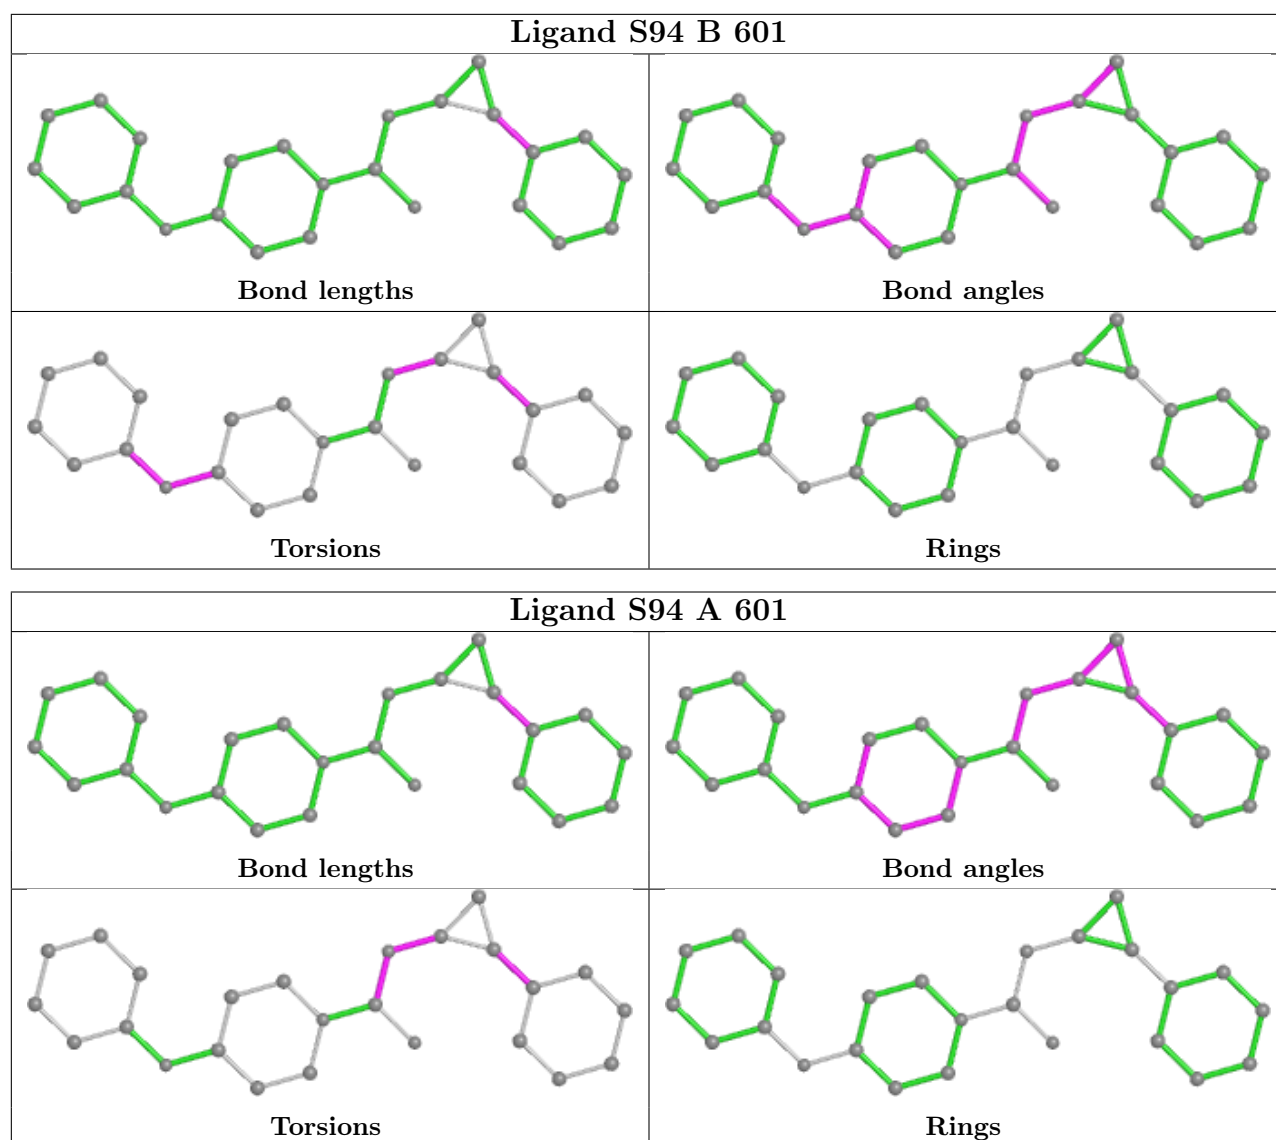 Ligand S94 B 601
Bond lengths
Bond angles
Torsions
Rings
Ligand S94 A 601
Bond lengths
Bond angles
Torsions
Rings